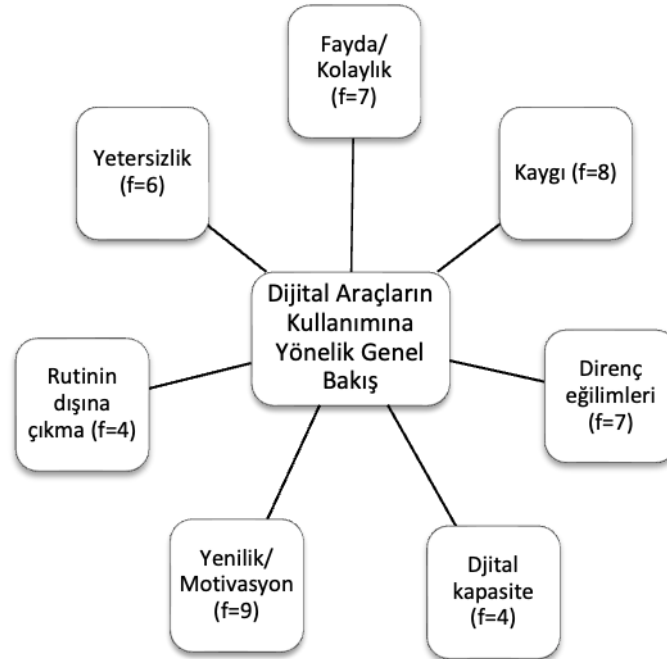 Fayda/
Kolaylık
(f=7)
Yetersizlik
(f=6)
Kaygı (f=8)
Dijital Araçların
Kullanımına
Yönelik Genel
Bakış
Rutinin
dışına
çıkma (f=4)
Direnç
eğilimleri
(f=7)
Yenilik/
Motivasyon
(f=9)
Djital
kapasite
(f=4)